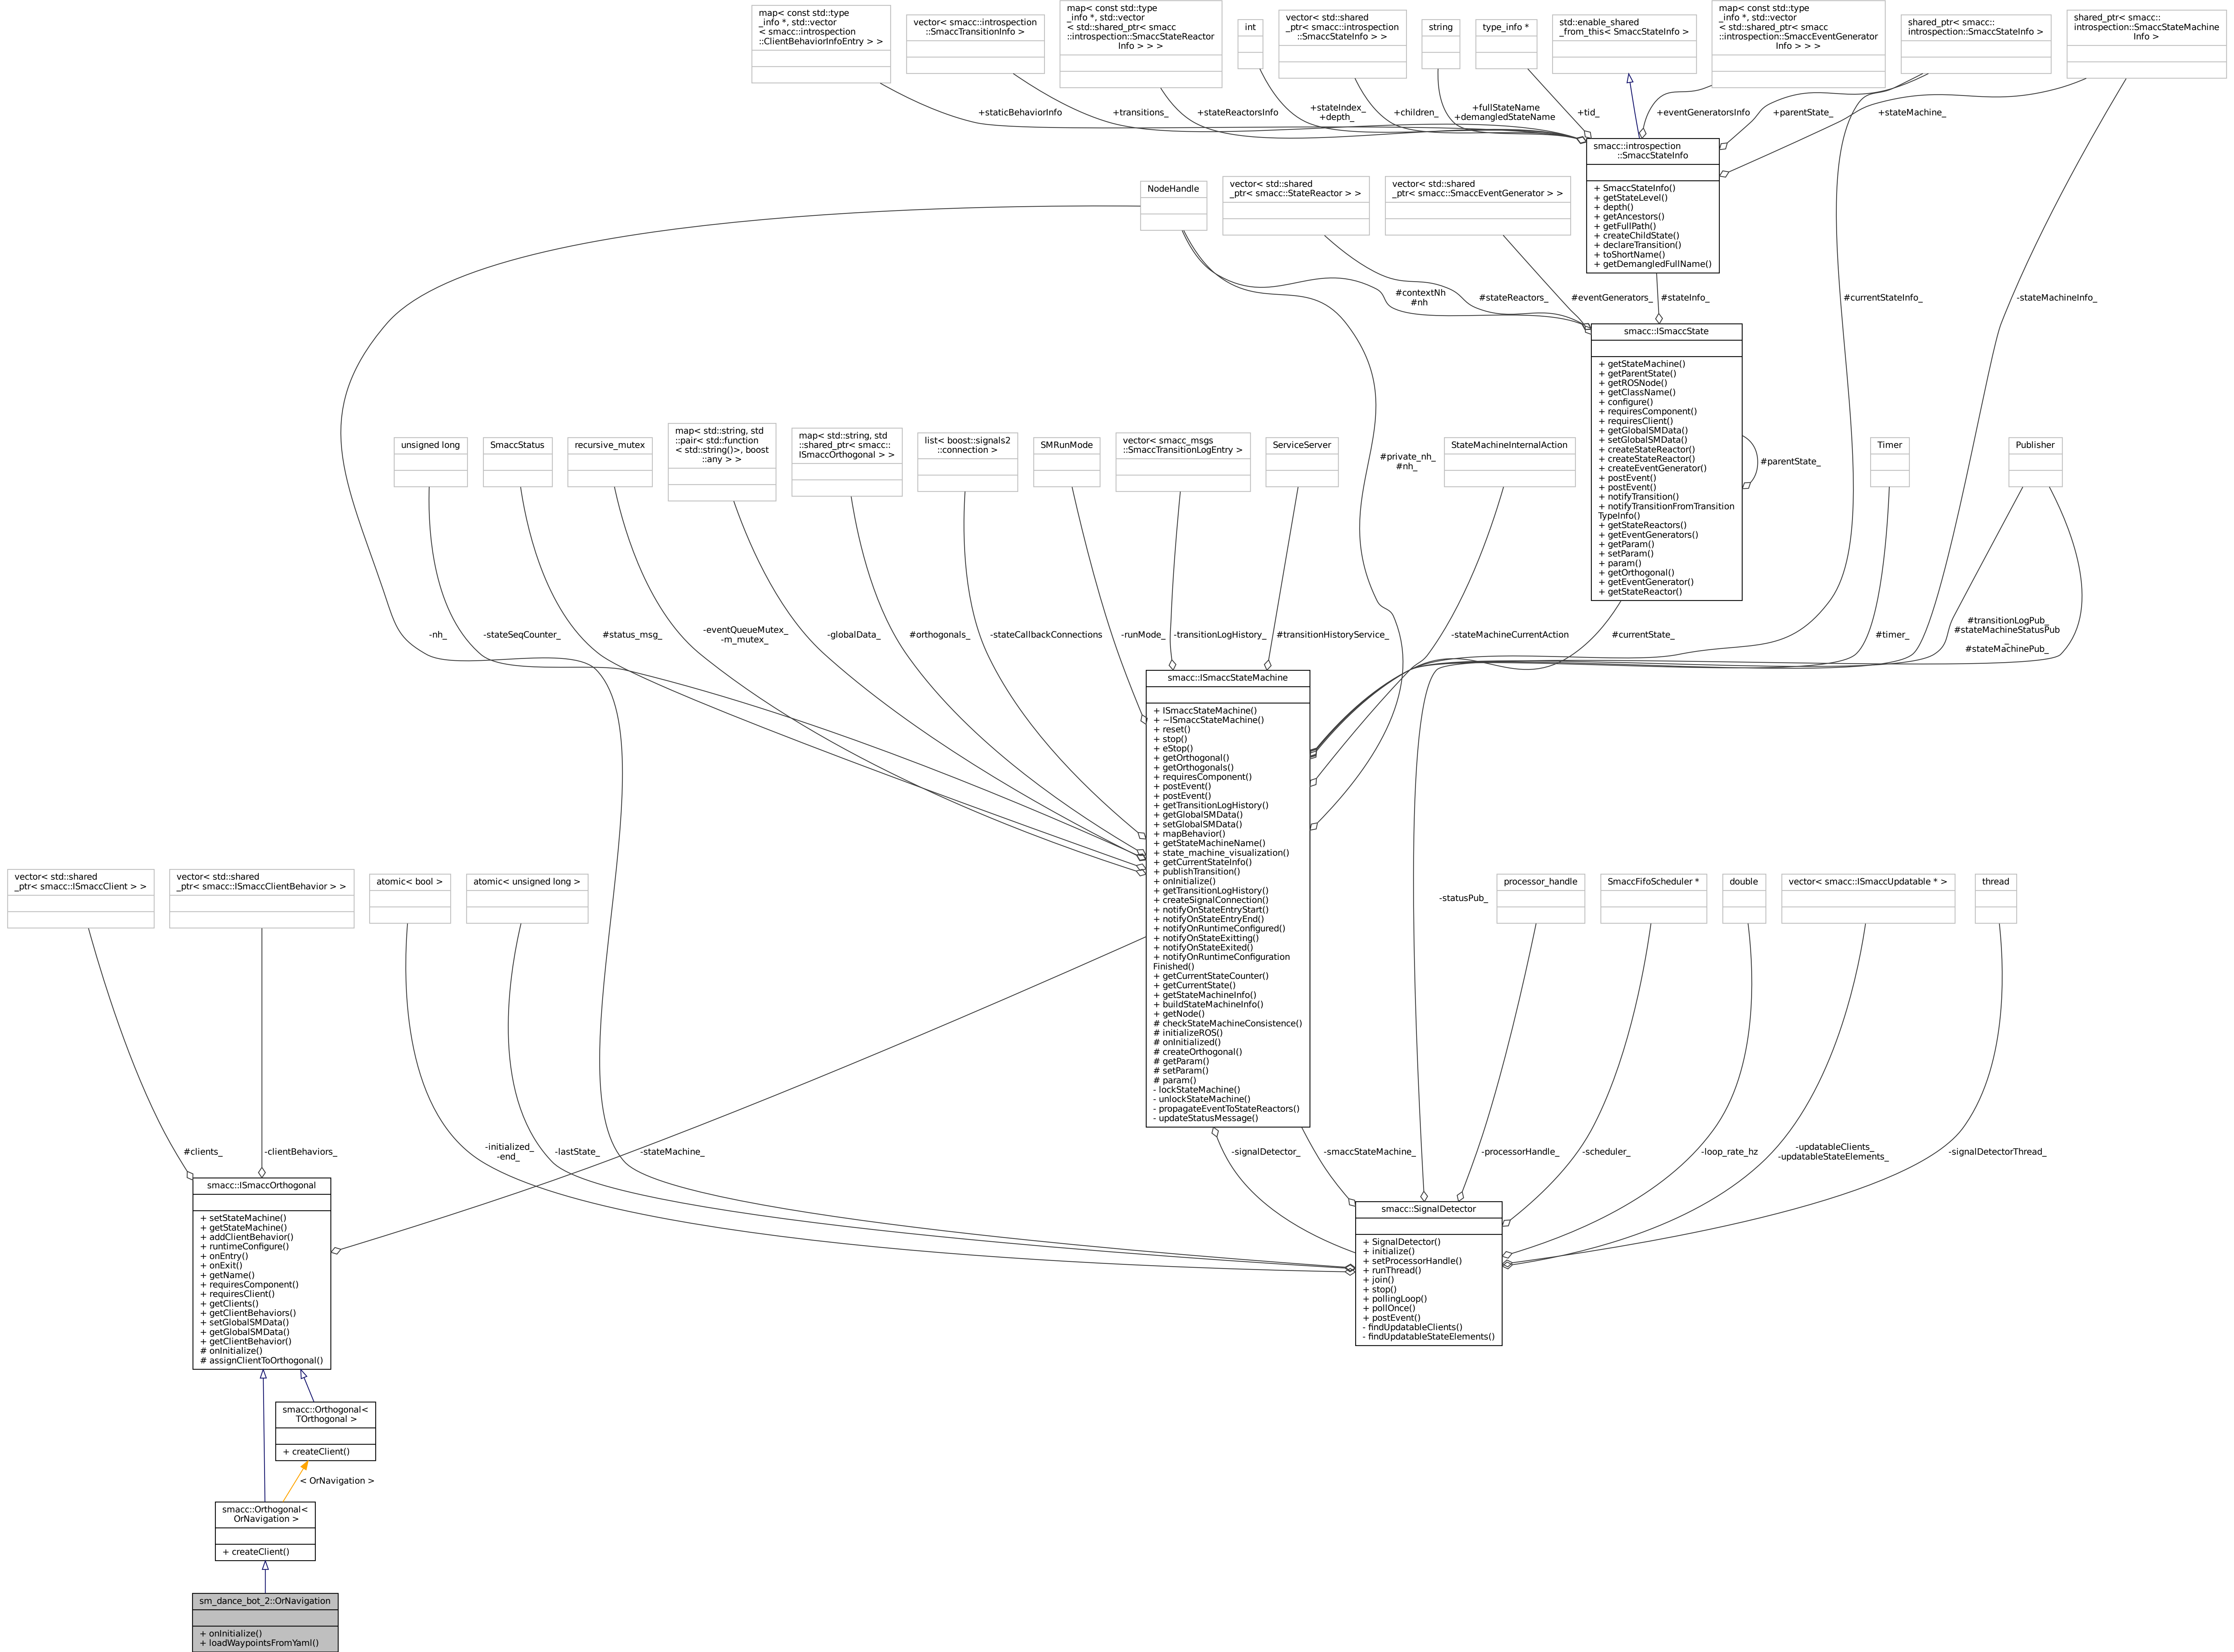 map< const std::type
_info *, std::vector
< smacc::introspection
::ClientBehaviorInfoEntry > >
vector< smacc::introspection
::SmaccTransitionInfo >
map< const std::type
_info *, std::vector
< std::shared_ptr< smacc
::introspection::SmaccStateReactor
Info > > >
int
vector< std::shared
_ptr< smacc::introspection
::SmaccStateInfo > >
string
type_info *
std::enable_shared
_from_this< SmaccStateInfo >
map< const std::type
_info *, std::vector
< std::shared_ptr< smacc
::introspection::SmaccEventGenerator
Info > > >
shared_ptr< smacc::
introspection::SmaccStateInfo >
shared_ptr< smacc::
introspection::SmaccStateMachine
Info >
+staticBehaviorInfo
+transitions_
+stateReactorsInfo
+stateIndex_
+depth_
+children_
+fullStateName
+demangledStateName
+tid_
+eventGeneratorsInfo
+parentState_
+stateMachine_
smacc::introspection
::SmaccStateInfo
+ SmaccStateInfo()
+ getStateLevel()
+ depth()
+ getAncestors()
+ getFullPath()
+ createChildState()
+ declareTransition()
+ toShortName()
+ getDemangledFullName()
NodeHandle
vector< std::shared
_ptr< smacc::StateReactor > >
vector< std::shared
_ptr< smacc::SmaccEventGenerator > >
#contextNh
#nh
#stateReactors_
#eventGenerators_
#stateInfo_
#currentStateInfo_
-stateMachineInfo_
smacc::ISmaccState
+ getStateMachine()
+ getParentState()
+ getROSNode()
+ getClassName()
+ configure()
+ requiresComponent()
+ requiresClient()
+ getGlobalSMData()
+ setGlobalSMData()
+ createStateReactor()
+ createStateReactor()
+ createEventGenerator()
+ postEvent()
+ postEvent()
+ notifyTransition()
+ notifyTransitionFromTransition
TypeInfo()
+ getStateReactors()
+ getEventGenerators()
+ getParam()
+ setParam()
+ param()
+ getOrthogonal()
+ getEventGenerator()
+ getStateReactor()
#parentState_
unsigned long
SmaccStatus
recursive_mutex
map< std::string, std
::pair< std::function
< std::string()>, boost
::any > >
map< std::string, std
::shared_ptr< smacc::
ISmaccOrthogonal > >
list< boost::signals2
::connection >
SMRunMode
vector< smacc_msgs
::SmaccTransitionLogEntry >
ServiceServer
#private_nh_
#nh_
StateMachineInternalAction
Timer
Publisher
-nh_
-stateSeqCounter_
#status_msg_
-eventQueueMutex_
-m_mutex_
-globalData_
#orthogonals_
-stateCallbackConnections
-runMode_
-transitionLogHistory_
#transitionHistoryService_
-stateMachineCurrentAction
#currentState_
#timer_
#transitionLogPub_
#stateMachineStatusPub
_
#stateMachinePub_
smacc::ISmaccStateMachine
+ ISmaccStateMachine()
+ ~ISmaccStateMachine()
+ reset()
+ stop()
+ eStop()
+ getOrthogonal()
+ getOrthogonals()
+ requiresComponent()
+ postEvent()
+ postEvent()
+ getTransitionLogHistory()
+ getGlobalSMData()
+ setGlobalSMData()
+ mapBehavior()
+ getStateMachineName()
+ state_machine_visualization()
+ getCurrentStateInfo()
+ publishTransition()
+ onInitialize()
+ getTransitionLogHistory()
+ createSignalConnection()
+ notifyOnStateEntryStart()
+ notifyOnStateEntryEnd()
+ notifyOnRuntimeConfigured()
+ notifyOnStateExitting()
+ notifyOnStateExited()
+ notifyOnRuntimeConfiguration
Finished()
+ getCurrentStateCounter()
+ getCurrentState()
+ getStateMachineInfo()
+ buildStateMachineInfo()
+ getNode()
# checkStateMachineConsistence()
# initializeROS()
# onInitialized()
# createOrthogonal()
# getParam()
# setParam()
# param()
- lockStateMachine()
- unlockStateMachine()
- propagateEventToStateReactors()
- updateStatusMessage()
vector< std::shared
_ptr< smacc::ISmaccClient > >
vector< std::shared
_ptr< smacc::ISmaccClientBehavior > >
atomic< bool >
atomic< unsigned long >
-statusPub_
processor_handle
SmaccFifoScheduler *
double
vector< smacc::ISmaccUpdatable * >
thread
#clients_
-clientBehaviors_
-initialized_
-end_
-lastState_
-stateMachine_
-signalDetector_
-smaccStateMachine_
-processorHandle_
-scheduler_
-loop_rate_hz
-updatableClients_
-updatableStateElements_
-signalDetectorThread_
smacc::ISmaccOrthogonal
+ setStateMachine()
+ getStateMachine()
+ addClientBehavior()
+ runtimeConfigure()
+ onEntry()
+ onExit()
+ getName()
+ requiresComponent()
+ requiresClient()
+ getClients()
+ getClientBehaviors()
+ setGlobalSMData()
+ getGlobalSMData()
+ getClientBehavior()
# onInitialize()
# assignClientToOrthogonal()
smacc::SignalDetector
+ SignalDetector()
+ initialize()
+ setProcessorHandle()
+ runThread()
+ join()
+ stop()
+ pollingLoop()
+ pollOnce()
+ postEvent()
- findUpdatableClients()
- findUpdatableStateElements()
smacc::Orthogonal<
TOrthogonal >
+ createClient()
< OrNavigation >
smacc::Orthogonal<
OrNavigation >
+ createClient()
sm_dance_bot_2::OrNavigation
+ onInitialize()
+ loadWaypointsFromYaml()